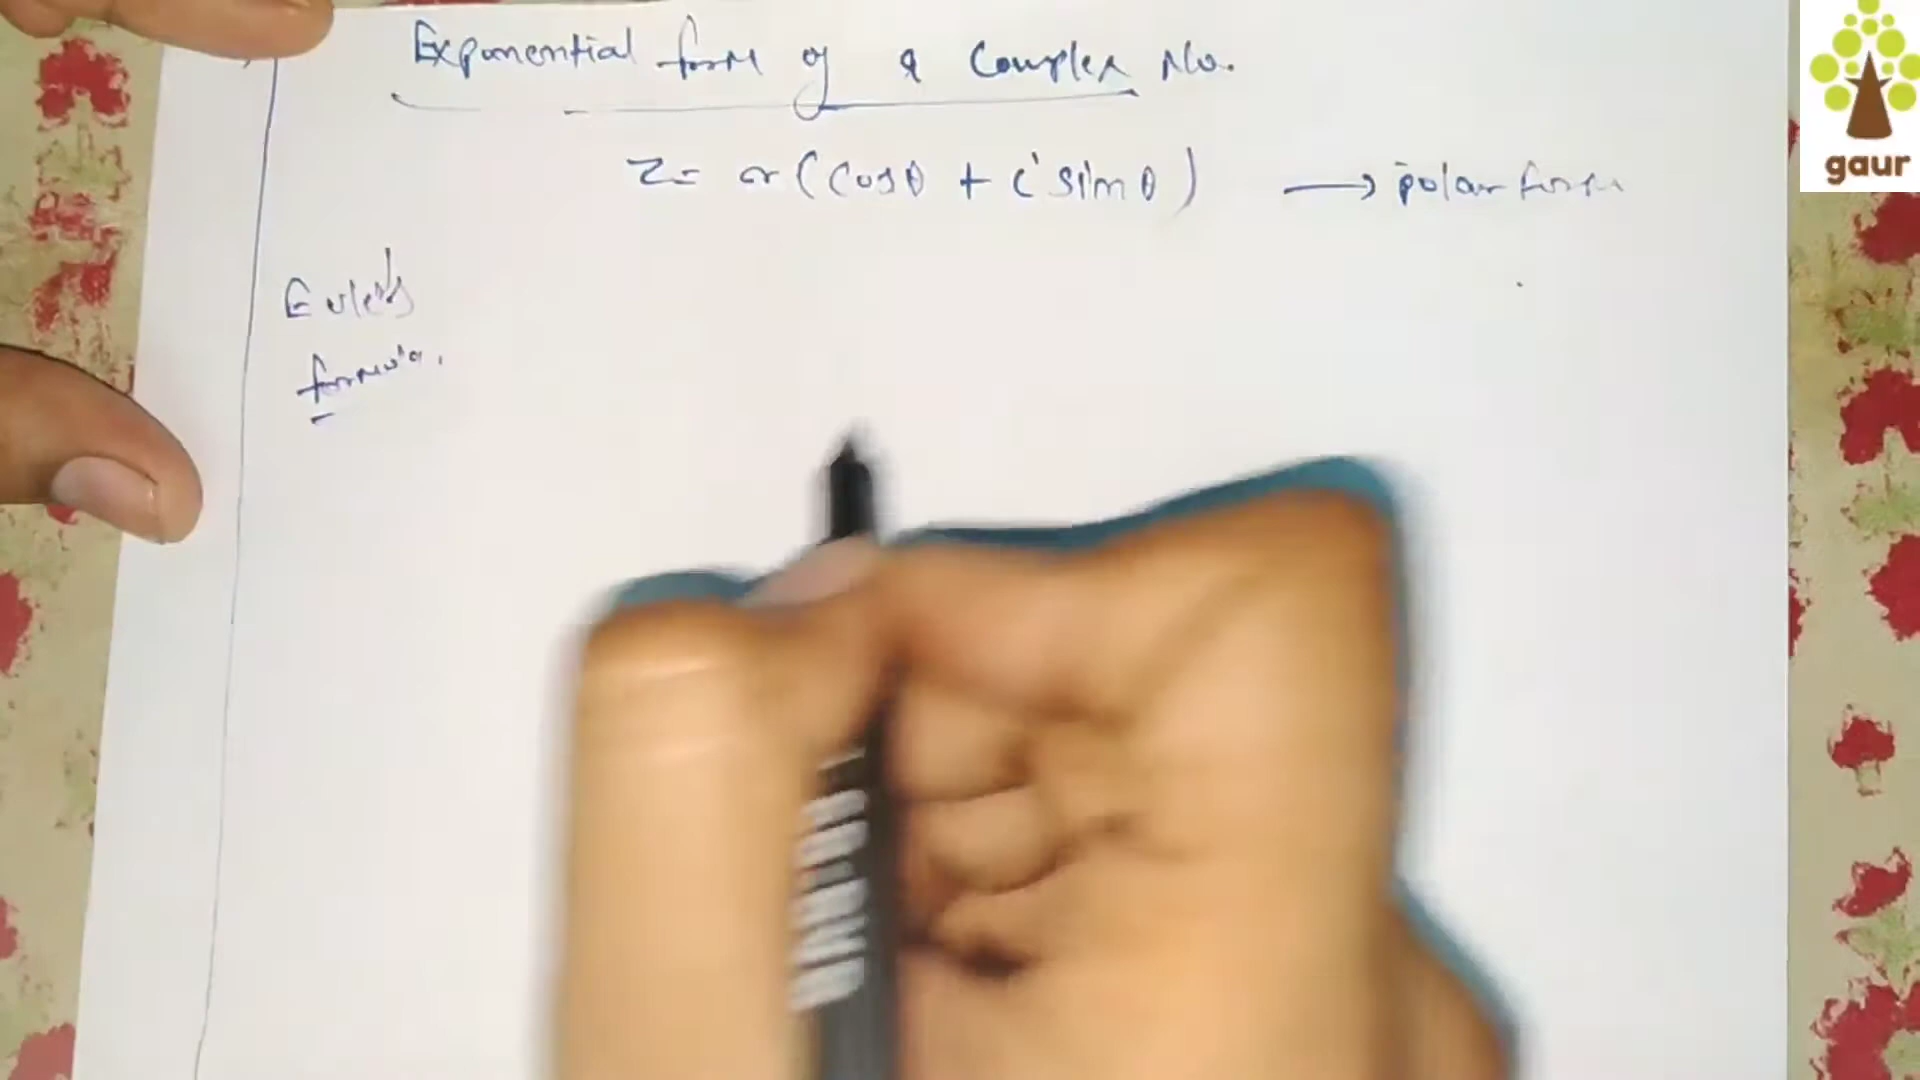 Exponential form of a Complex No.
z = r (cosθ + i sinθ) → polar form
Euler's
formula.
gaur